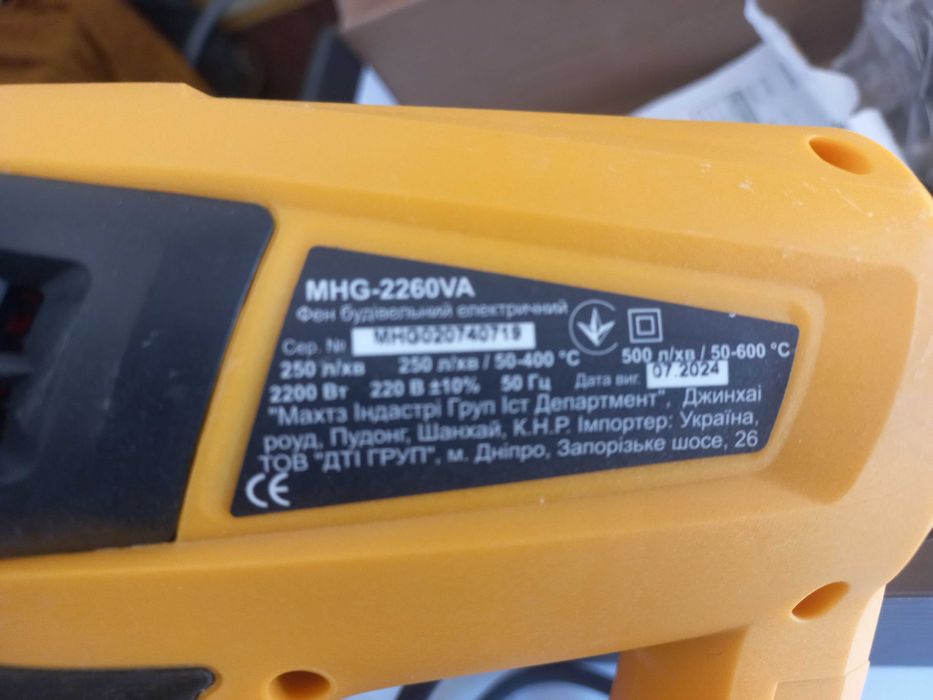 MHG-2260VA
Фен будівельний електричний
Сер. № MHG020740719
250 л/хв 250 л/хв / 50-400 °C 500 л/хв / 50-600 °C
2200 Вт 220 В ±10% 50 Гц Дата виг. 07.2024
"Махтз Індастрі Груп Іст Департмент", Джинхаі
роуд, Пудонг, Шанхай, К.Н.Р. Імпортер: Україна,
ТОВ "ДТІ ГРУП", м. Дніпро, Запорізьке шосе, 26
CE